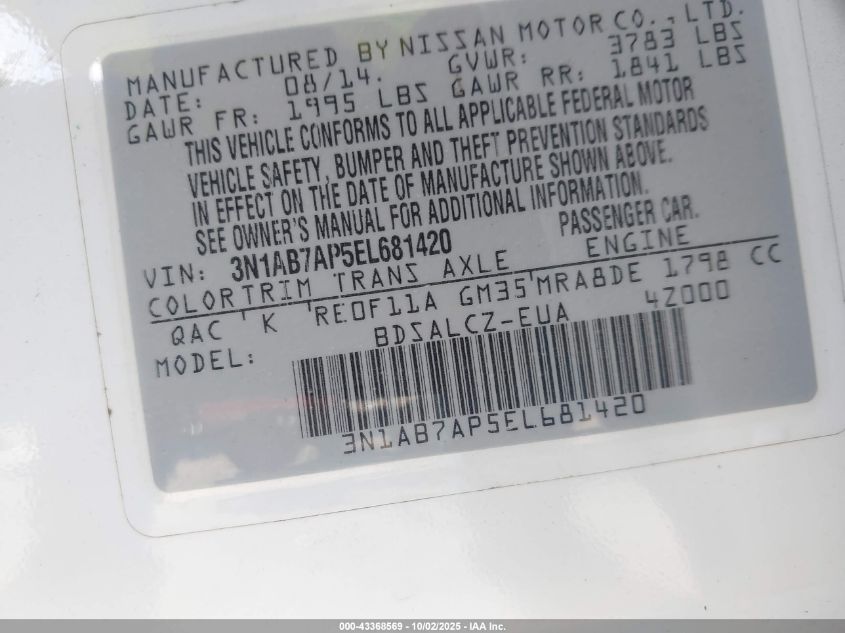 MANUFACTURED BY NISSAN MOTOR CO., LTD.
DATE: 08/14. GVWR: 3783 LBS
GAWR FR: 1995 LBS GAWR RR: 1841 LBS
THIS VEHICLE CONFORMS TO ALL APPLICABLE FEDERAL MOTOR
VEHICLE SAFETY, BUMPER AND THEFT PREVENTION STANDARDS
IN EFFECT ON THE DATE OF MANUFACTURE SHOWN ABOVE.
SEE OWNER'S MANUAL FOR ADDITIONAL INFORMATION.
VIN: 3N1AB7AP5EL681420 PASSENGER CAR.
COLOR TRIM TRANS AXLE ENGINE
QAC K RE0F11A GM35 MRA8DE 1798 CC
MODEL: BDSALCZ-EUA 4Z000
3N1AB7AP5EL681420
000-43368569 - 10/02/2025 - IAA Inc.